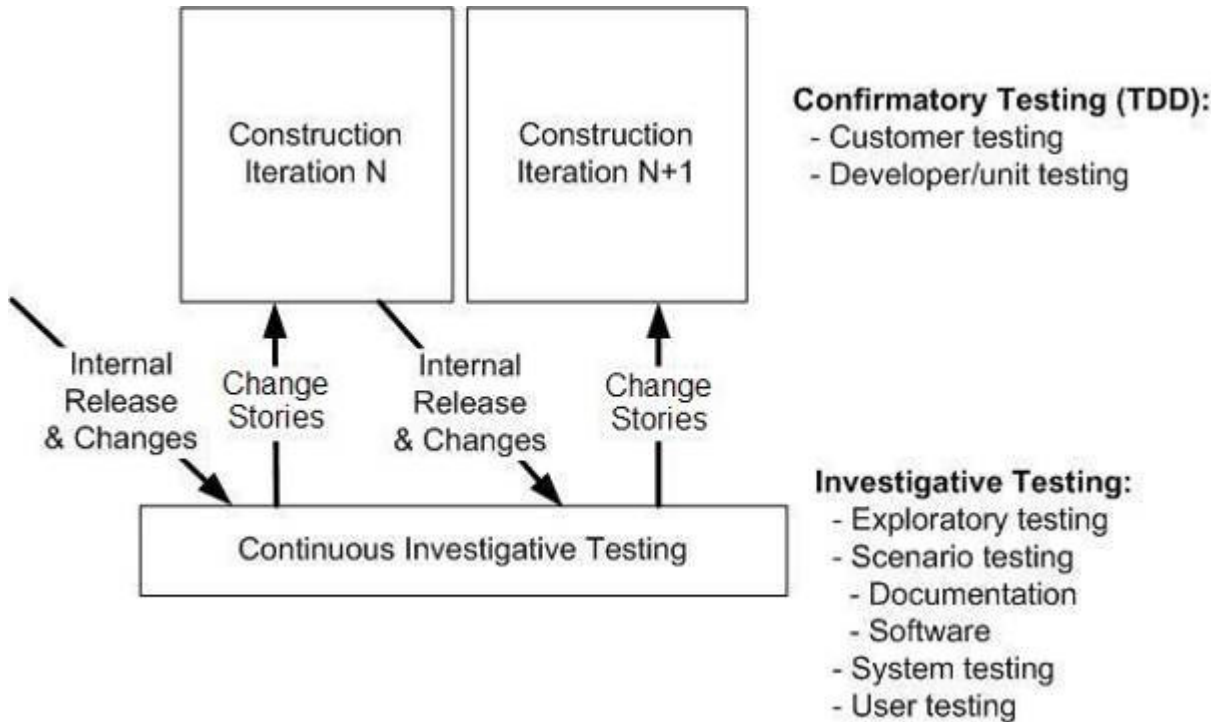 Construction
Iteration N
Construction
Iteration N+1
Confirmatory Testing (TDD):
- Customer testing
- Developer/unit testing
Internal
Release
& Changes
Change
Stories
Internal
Release
& Changes
Change
Stories
Continuous Investigative Testing
Investigative Testing:
- Exploratory testing
- Scenario testing
- Documentation
- Software
- System testing
- User testing